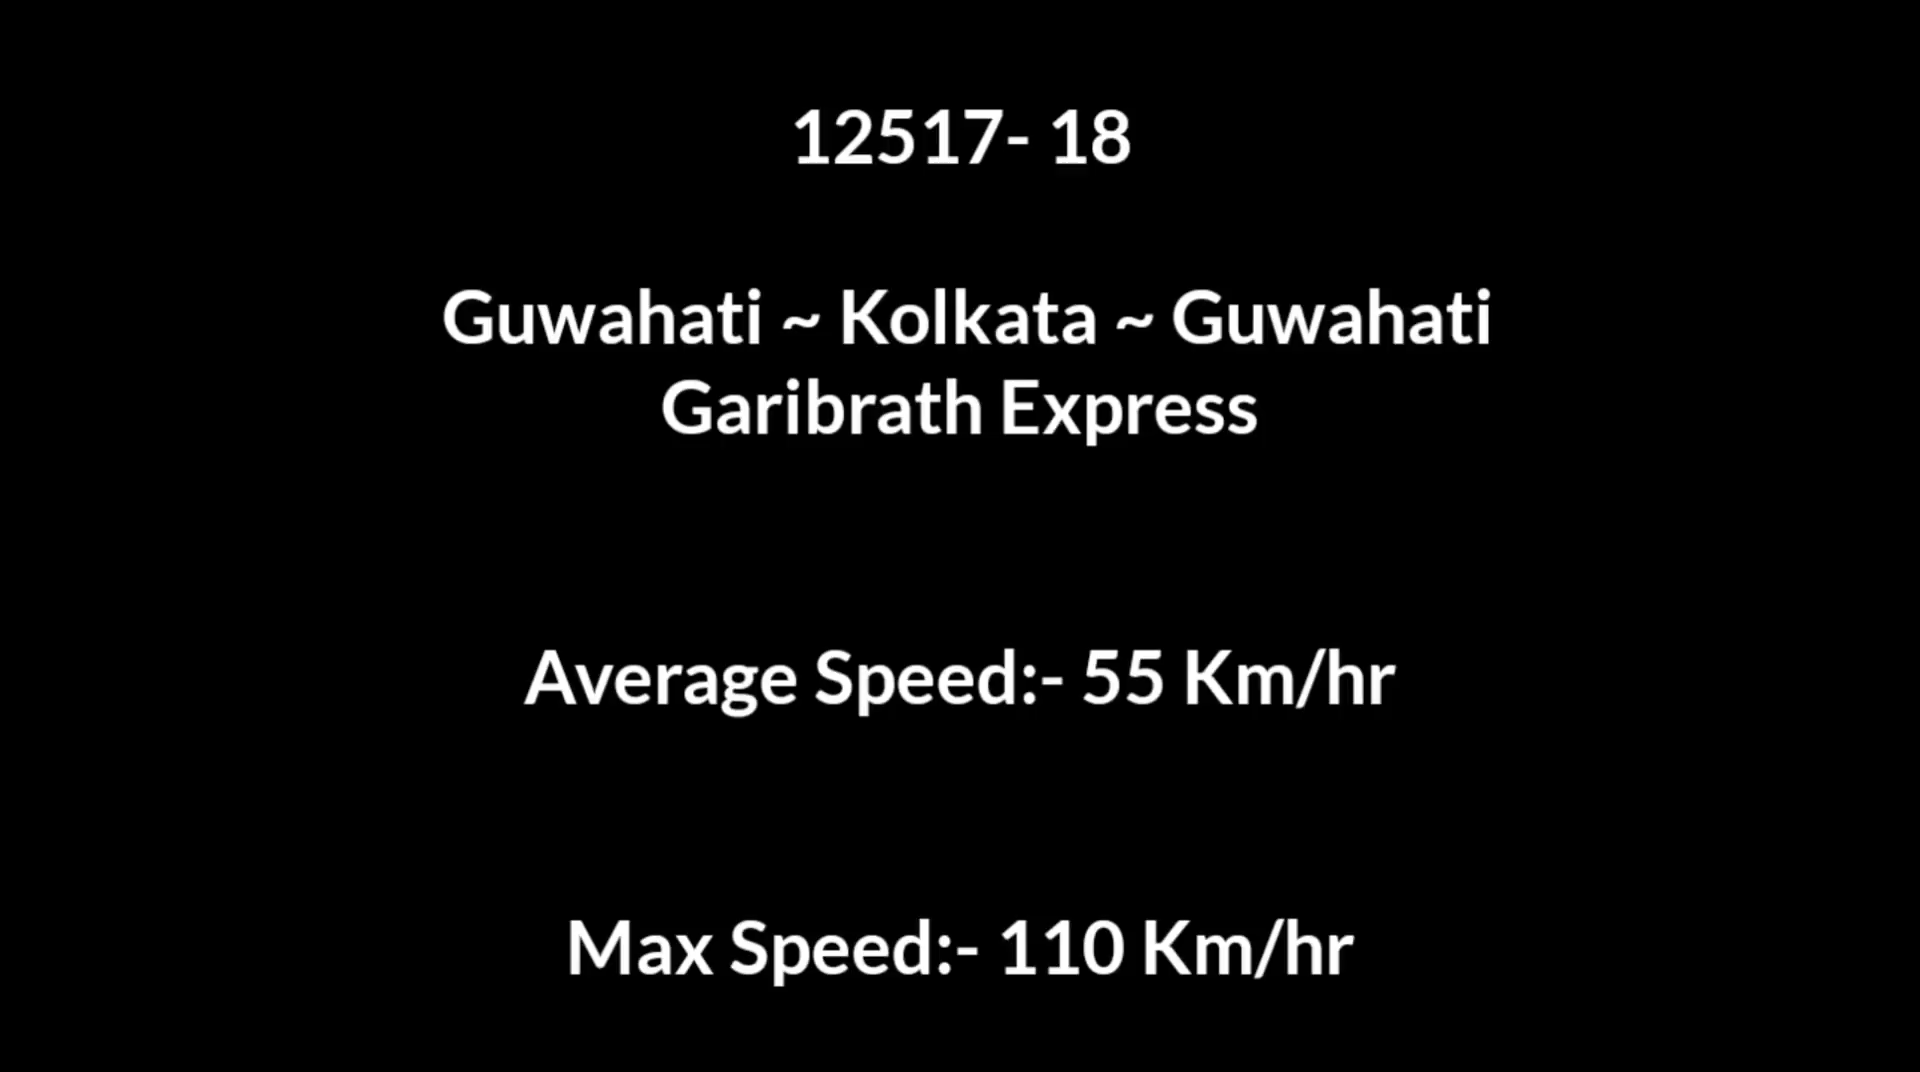 12517- 18
Guwahati ~ Kolkata ~ Guwahati
Garibrath Express
Average Speed:- 55 Km/hr
Max Speed:- 110 Km/hr